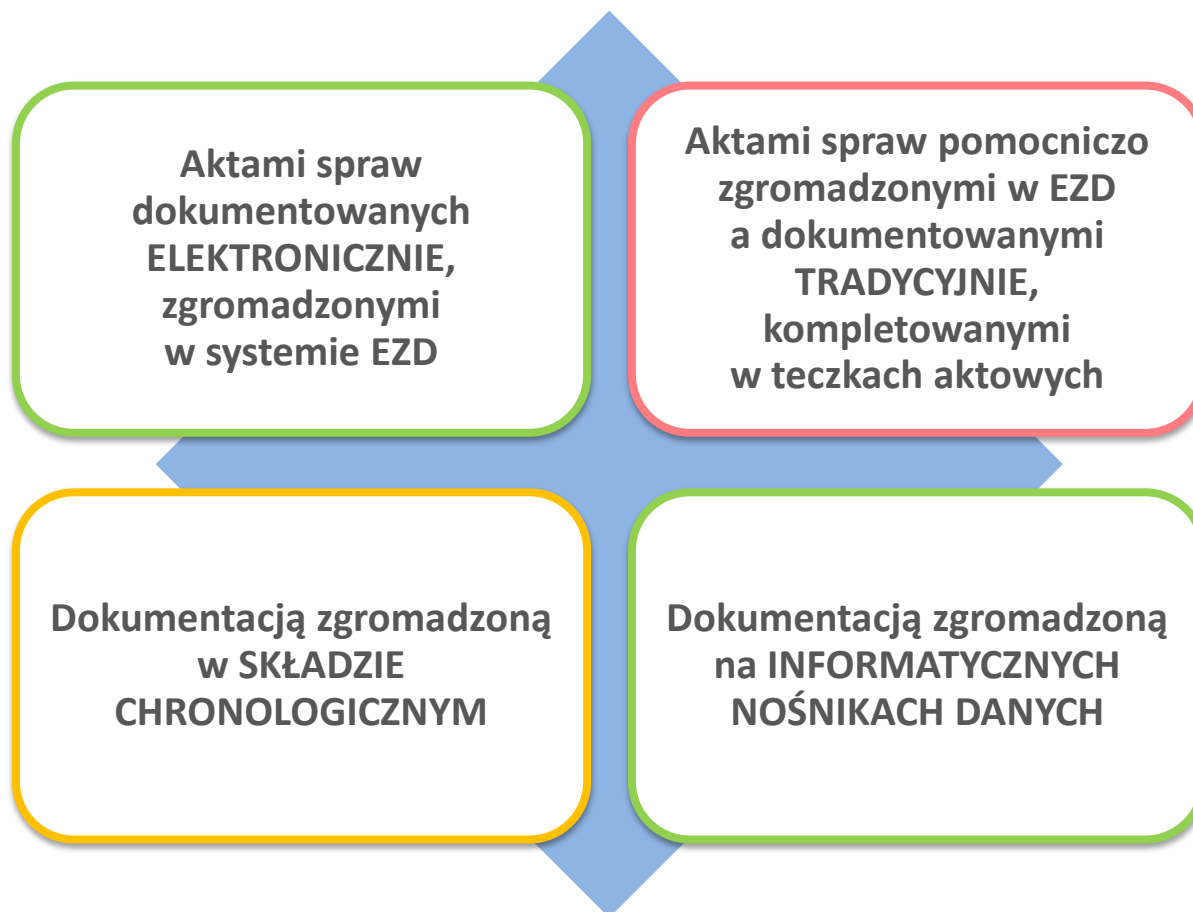 Aktami spraw
dokumentowanych
ELEKTRONICZNIE,
zgromadzonymi
w systemie EZD
Aktami spraw pomocniczo
zgromadzonymi w EZD
a dokumentowanymi
TRADYCYJNIE,
kompletowanymi
w teczkach aktowych
Dokumentacją zgromadzoną
w SKŁADZIE
CHRONOLOGICZNYM
Dokumentacją zgromadzoną
na INFORMATYCZNYCH
NOŚNIKACH DANYCH